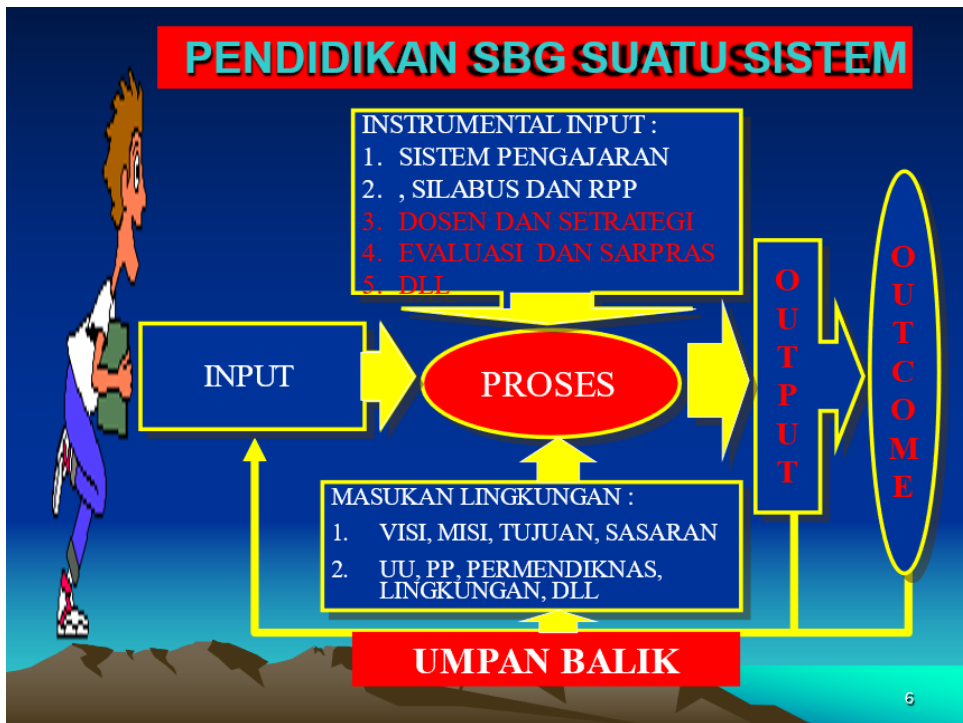 PENDIDIKAN SBG SUATU SISTEM
INSTRUMENTAL INPUT :
1. SISTEM PENGAJARAN
2. , SILABUS DAN RPP
3. DOSEN DAN SETRATEGI
4. EVALUASI DAN SARPRAS
5. DLL
INPUT
PROSES
OUTPUT
OUTCOME
MASUKAN LINGKUNGAN :
1. VISI, MISI, TUJUAN, SASARAN
2. UU, PP, PERMENDIKNAS,
LINGKUNGAN, DLL
UMPAN BALIK
6